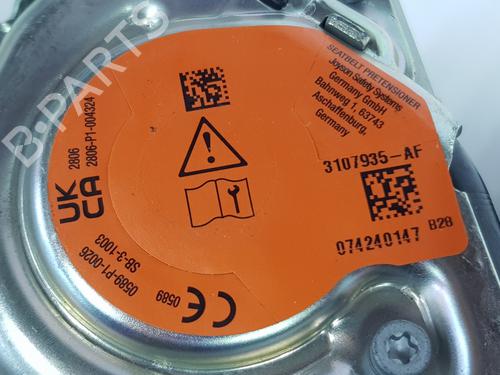 SEATBELT PRETENSIONER
Joyson Safety Systems
Germany GmbH
Bahnweg 1, 63743
Aschaffenburg,
Germany
3107935-AF
074240147 B28
UK
CA
2806
2806-P1-004324
0589-P1-0026
SB-3-1003
CE
0589
B-PARTS